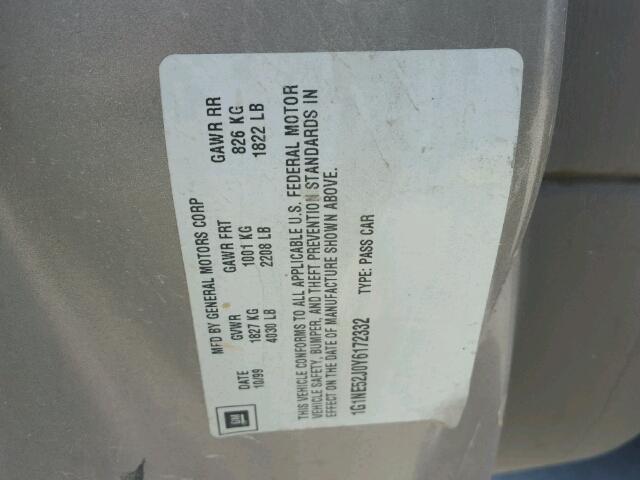 MFD BY GENERAL MOTORS CORP
DATE GVWR GAWR FRT GAWR RR
10/99 1827 KG 1001 KG 826 KG
4030 LB 2208 LB 1822 LB
GM
THIS VEHICLE CONFORMS TO ALL APPLICABLE U.S. FEDERAL MOTOR
VEHICLE SAFETY, BUMPER, AND THEFT PREVENTION STANDARDS IN
EFFECT ON THE DATE OF MANUFACTURE SHOWN ABOVE.
1G1NE52J0Y6172332 TYPE: PASS CAR